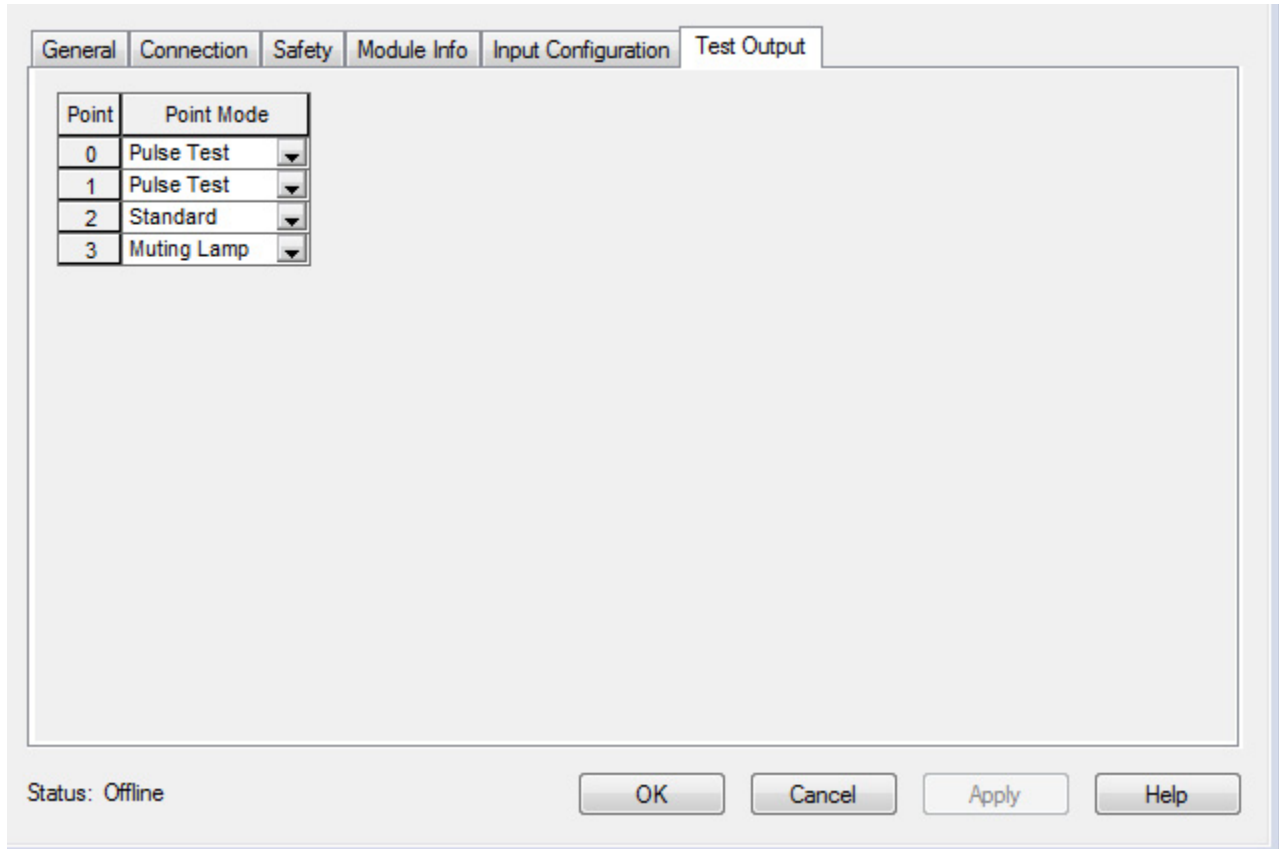 General Connection Safety Module Info Input Configuration Test Output
Point Point Mode
0 Pulse Test
1 Pulse Test
2 Standard
3 Muting Lamp
Status: Offline OK Cancel Apply Help